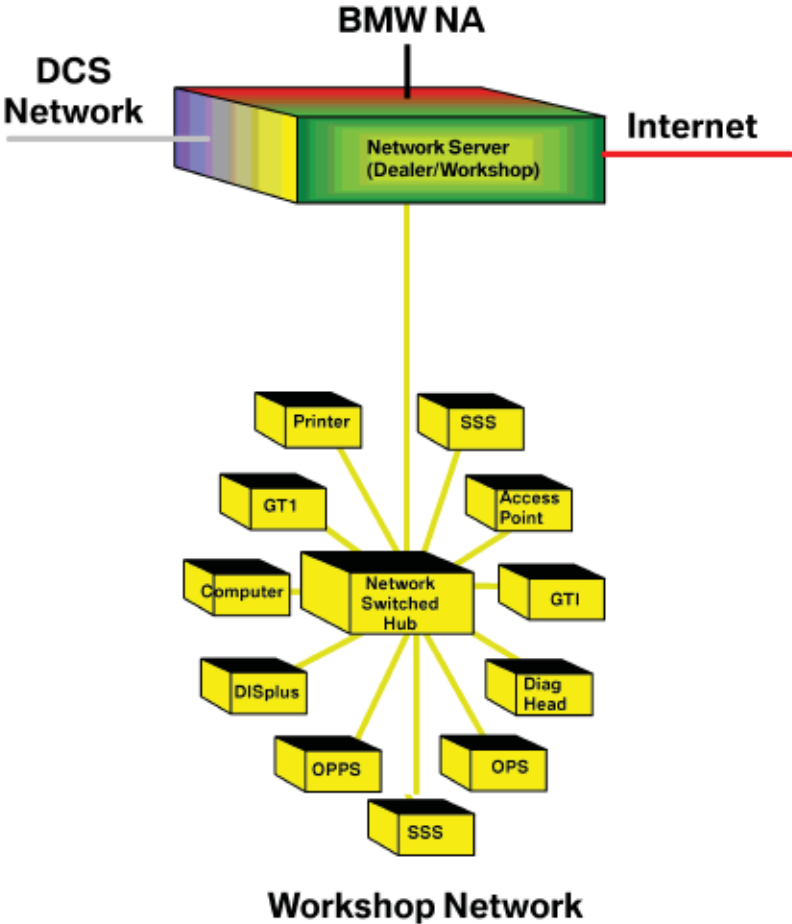 BMW NA
DCS
Network
Internet
Network Server
(Dealer/Workshop)
Printer
SSS
GT1
Access
Point
Computer
Network
Switched
Hub
GTI
DISplus
Diag
Head
OPPS
OPS
SSS
Workshop Network